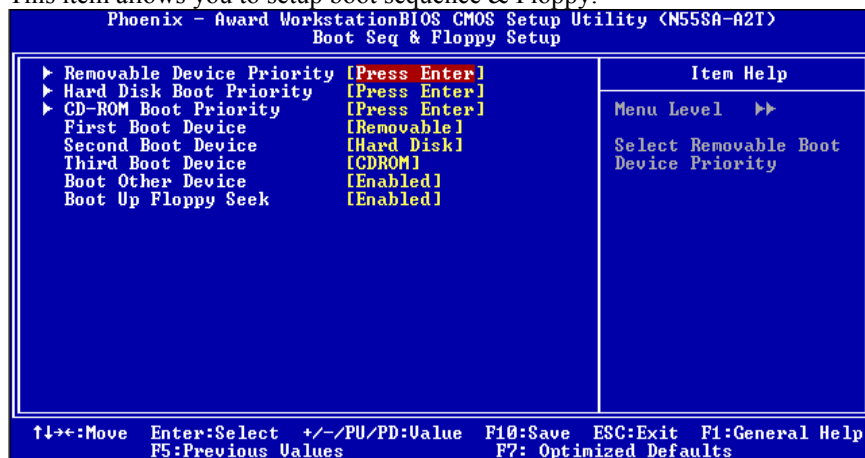 This item allows you to setup boot sequence & Floppy.
Phoenix - Award WorkstationBIOS CMOS Setup Utility (N55SA-A2T)
Boot Seq & Floppy Setup
▶ Removable Device Priority [Press Enter]
▶ Hard Disk Boot Priority [Press Enter]
▶ CD-ROM Boot Priority [Press Enter]
First Boot Device [Removable]
Second Boot Device [Hard Disk]
Third Boot Device [CDROM]
Boot Other Device [Enabled]
Boot Up Floppy Seek [Enabled]
Item Help
Menu Level ▶▶
Select Removable Boot
Device Priority
↑↓→←:Move Enter:Select +/-/PU/PD:Value F10:Save ESC:Exit F1:General Help
F5:Previous Values F7: Optimized Defaults